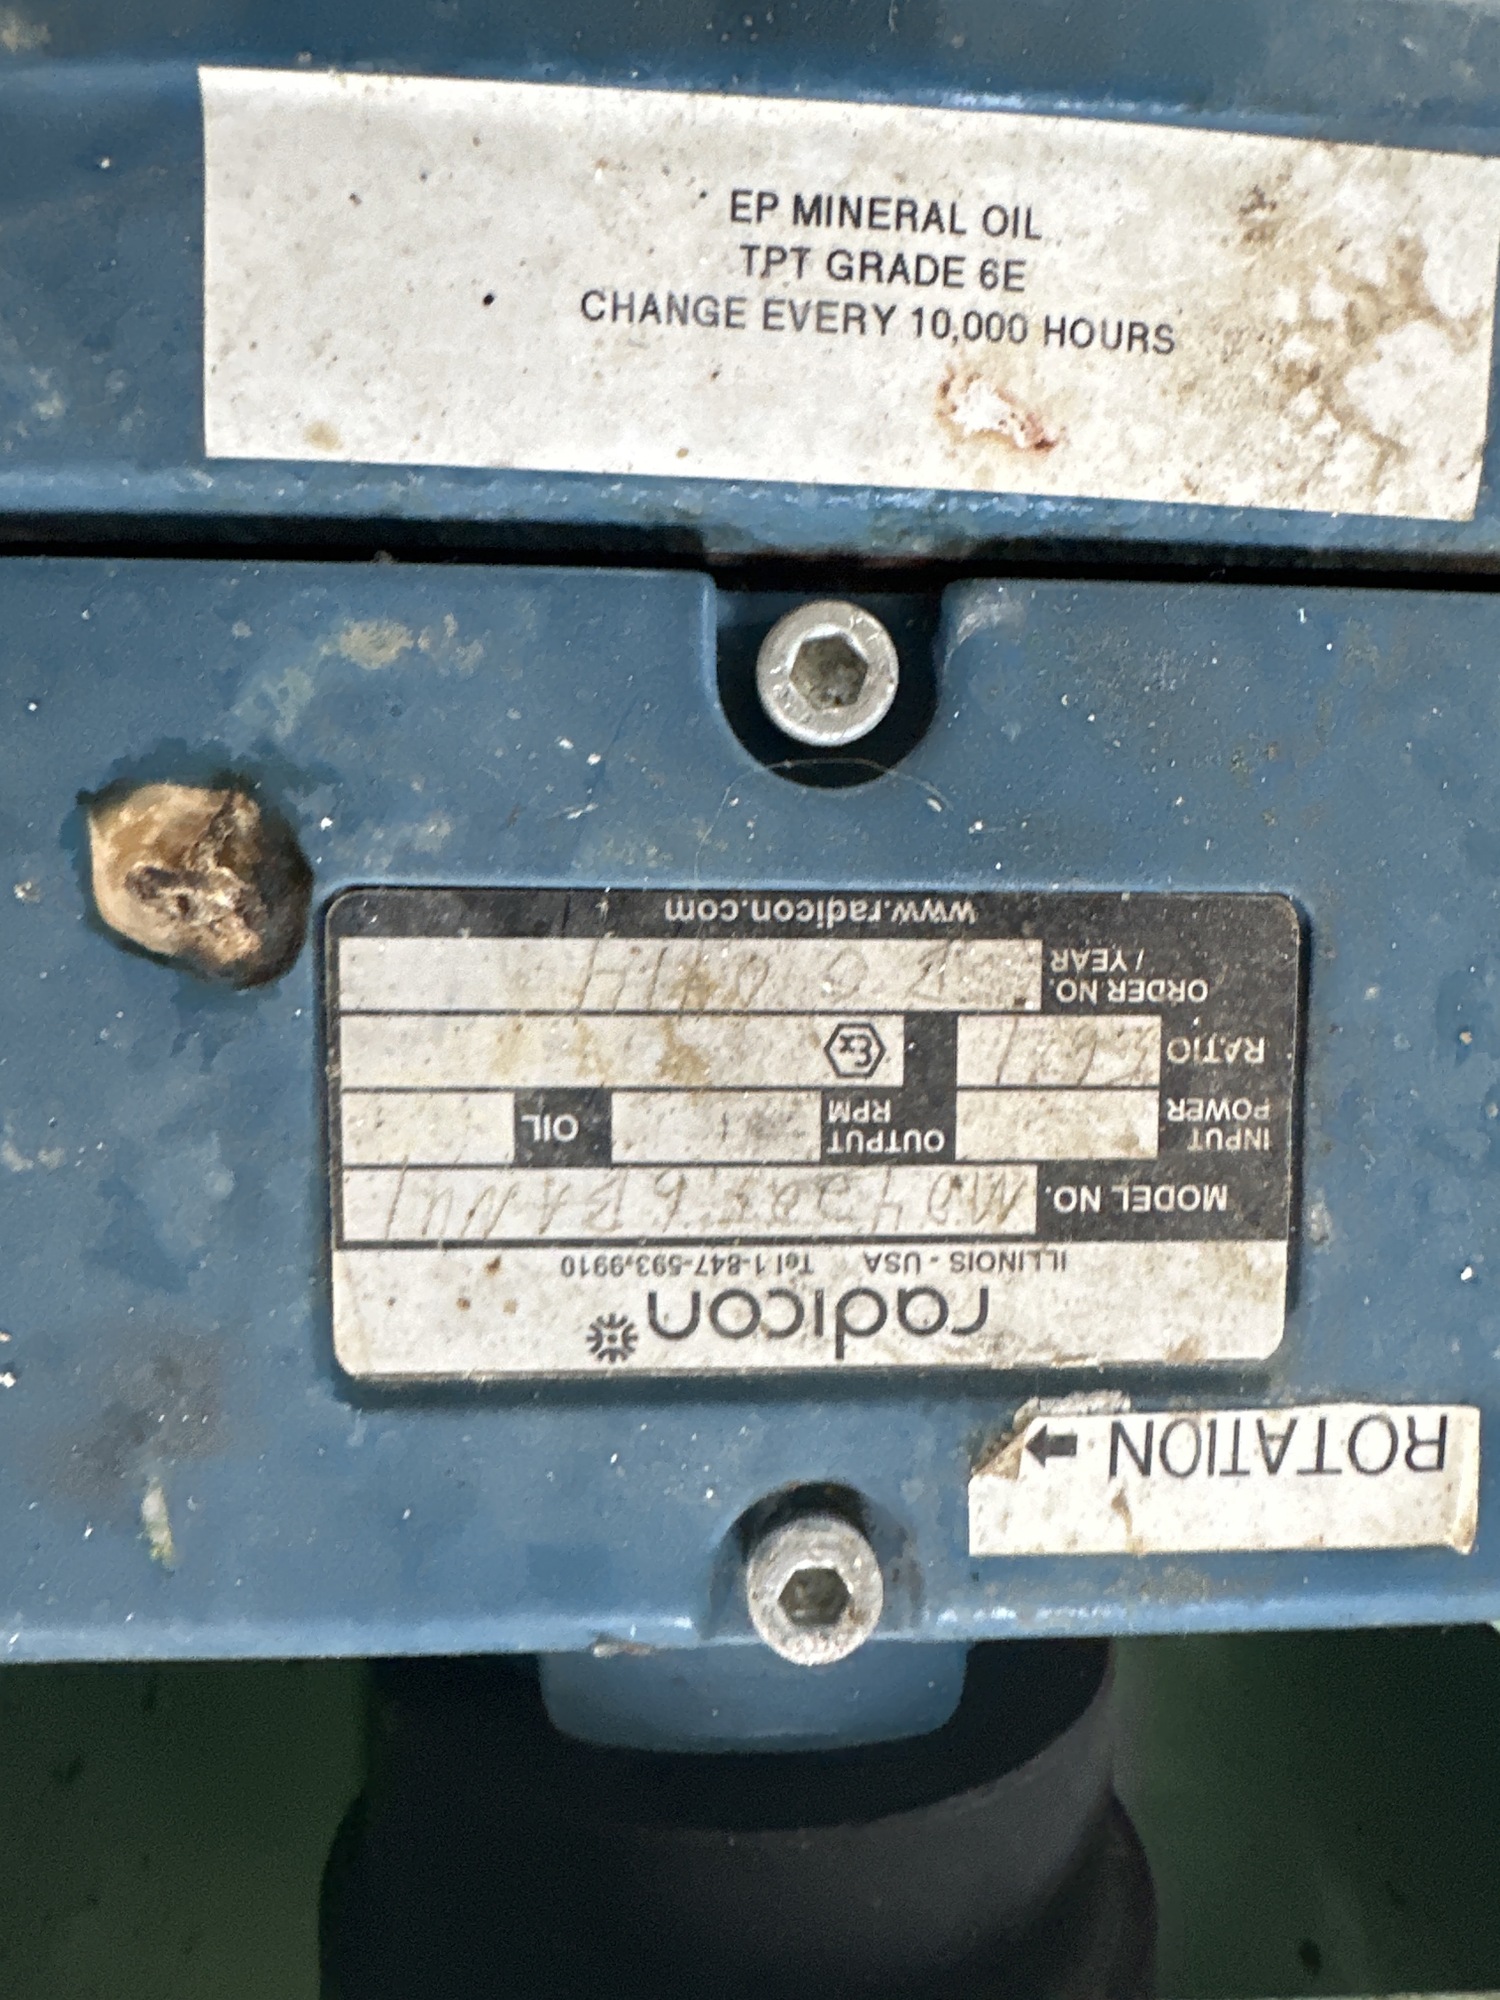 EP MINERAL OIL
TPT GRADE 6E
CHANGE EVERY 10,000 HOURS
ROTATION
radicon
ILLINOIS - USA Tel 1-847-593-9910
MODEL NO.
INPUT POWER
OUTPUT RPM
OIL
RATIO
Ex
ORDER NO. / YEAR
www.radicon.com